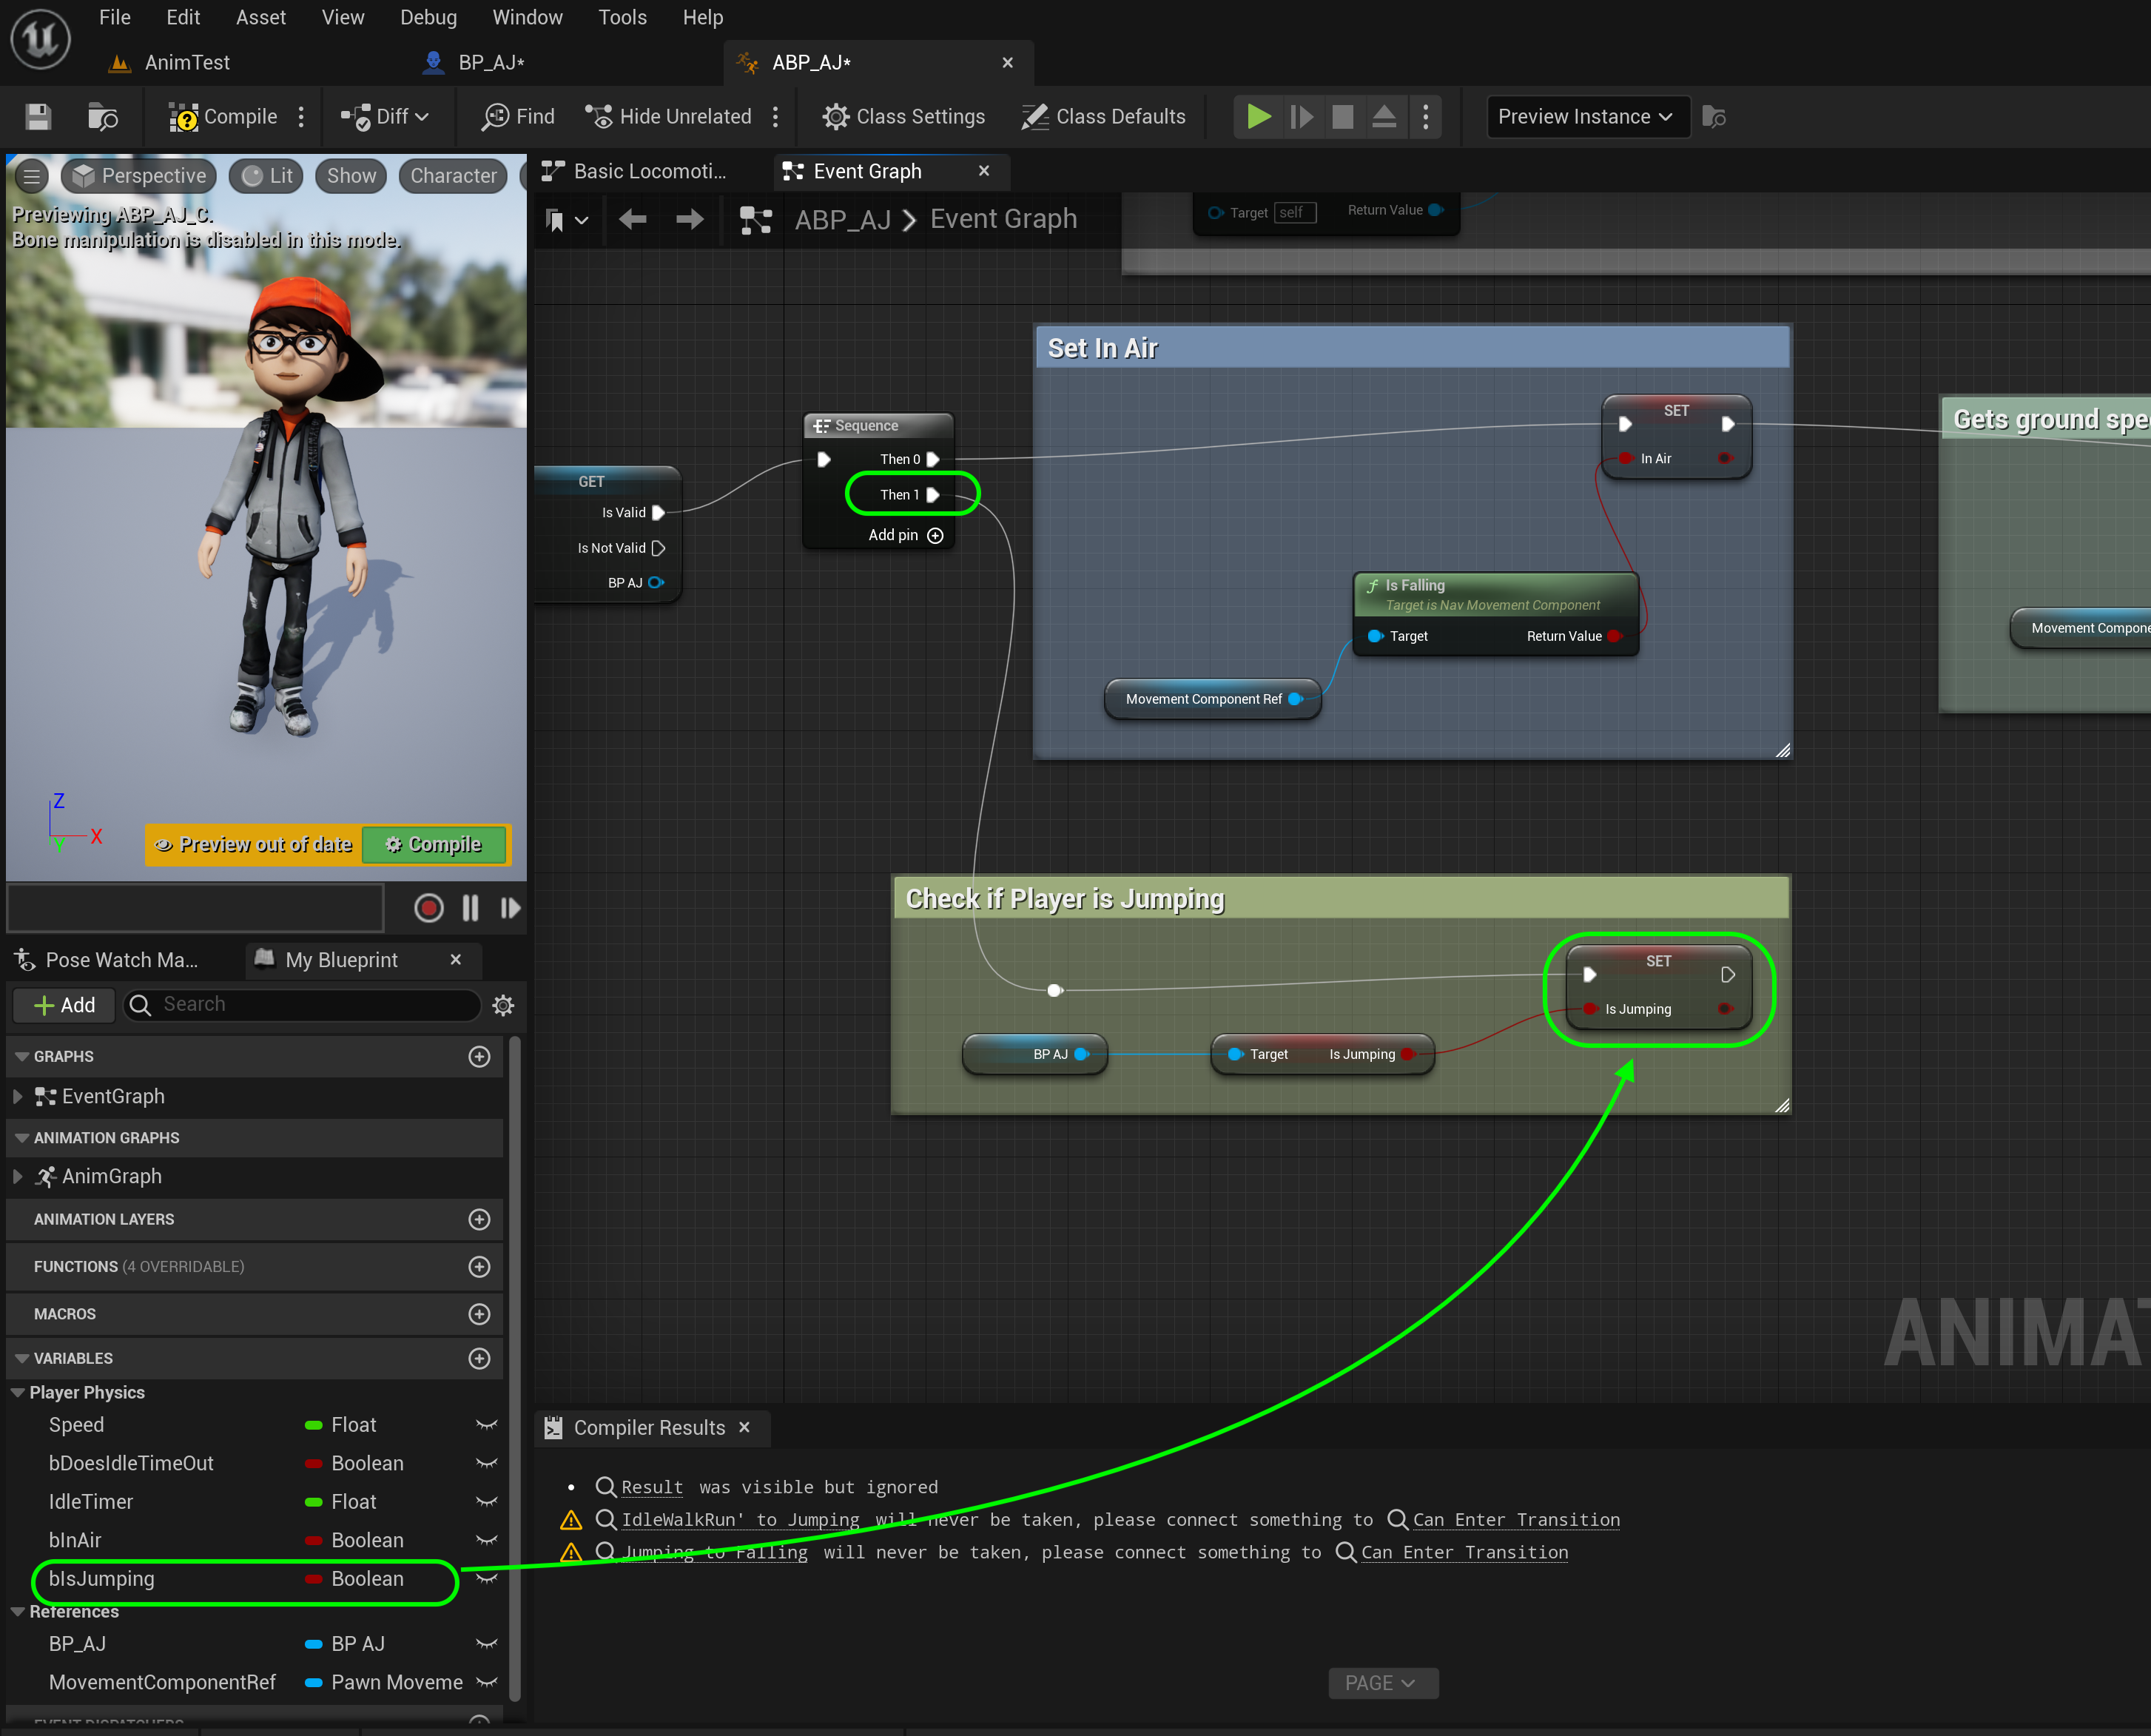 File Edit Asset View Debug Window Tools Help
AnimTest BP_AJ* ABP_AJ*
Compile Diff Find Hide Unrelated Class Settings Class Defaults Preview Instance
Perspective Lit Show Character
Previewing ABP_AJ_C.
Bone manipulation is disabled in this mode.
Z
X
Y
Preview out of date Compile
Basic Locomoti... Event Graph
ABP_AJ Event Graph
Target self Return Value
Set In Air
SET
In Air
Sequence
Then 0
Then 1
Add pin
GET
Is Valid
Is Not Valid
BP AJ
Is Falling
Target is Nav Movement Component
Target Return Value
Movement Component Ref
Gets ground spe
Movement Compone
Check if Player is Jumping
SET
Is Jumping
BP AJ
Target Is Jumping
ANIMA
Pose Watch Ma... My Blueprint
Add Search
GRAPHS
EventGraph
ANIMATION GRAPHS
AnimGraph
ANIMATION LAYERS
FUNCTIONS (4 OVERRIDABLE)
MACROS
VARIABLES
Player Physics
Speed Float
bDoesIdleTimeOut Boolean
IdleTimer Float
bInAir Boolean
bIsJumping Boolean
References
BP_AJ BP AJ
MovementComponentRef Pawn Moveme
EVENT DISPATCHERS
Compiler Results
Result was visible but ignored
IdleWalkRun' to Jumping will never be taken, please connect something to Can Enter Transition
Jumping to Falling will never be taken, please connect something to Can Enter Transition
PAGE